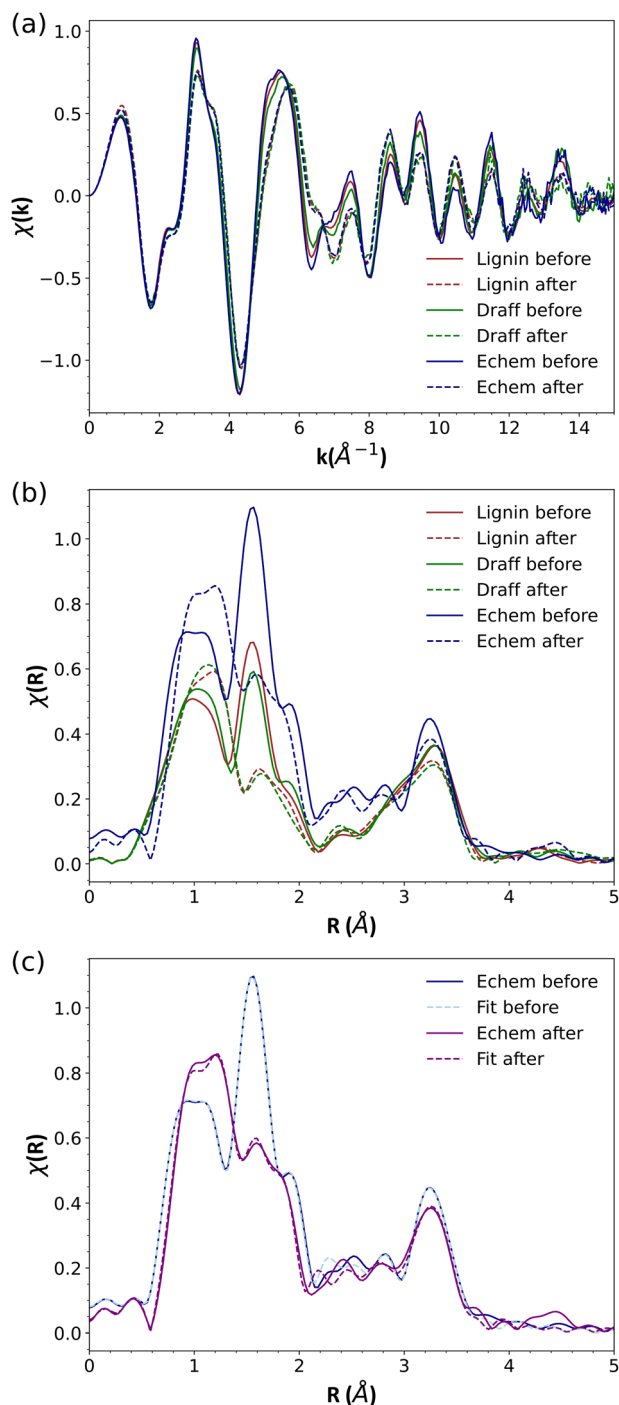 (a)
1.0
0.5
0.0
−0.5
−1.0
χ(k)
Lignin before
Lignin after
Draff before
Draff after
Echem before
Echem after
0 2 4 6 8 10 12 14
k(Å⁻¹)
(b)
1.0
0.8
0.6
0.4
0.2
0.0
χ(R)
Lignin before
Lignin after
Draff before
Draff after
Echem before
Echem after
0 1 2 3 4 5
R (Å)
(c)
1.0
0.8
0.6
0.4
0.2
0.0
χ(R)
Echem before
Fit before
Echem after
Fit after
0 1 2 3 4 5
R (Å)